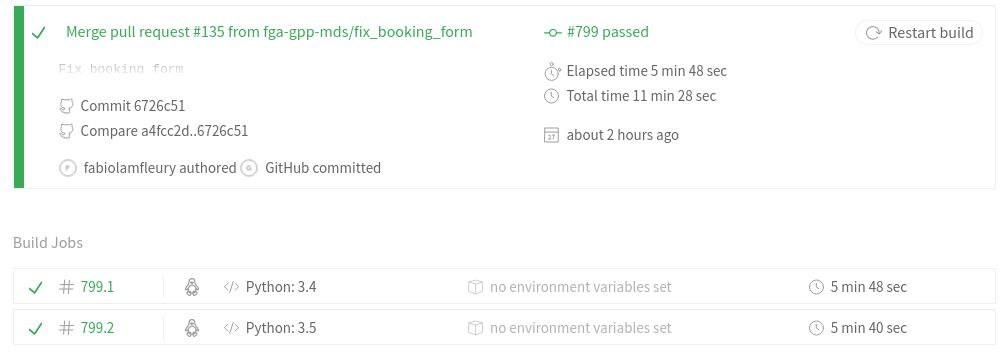 Merge pull request #135 from fga-gpp-mds/fix_booking_form
#799 passed
Restart build
Fix booking form
Elapsed time 5 min 48 sec
Commit 6726c51
Total time 11 min 28 sec
Compare a4fcc2d..6726c51
27
about 2 hours ago
F fabiolamfleury authored G GitHub committed
Build Jobs
# 799.1 </> Python: 3.4 no environment variables set 5 min 48 sec
# 799.2 </> Python: 3.5 no environment variables set 5 min 40 sec